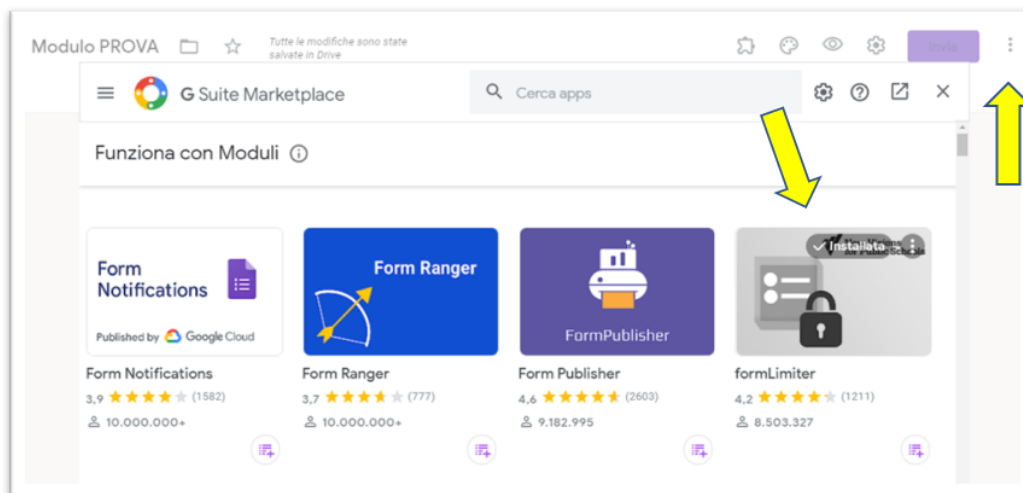 Modulo PROVA
Tutte le modifiche sono state
salvate in Drive
Invia
G Suite Marketplace
Cerca apps
Funziona con Moduli
Form
Notifications
Published by Google Cloud
Form Ranger
FormPublisher
Installata
for Public Schools
Form Notifications
3,9 (1582)
10.000.000+
Form Ranger
3,7 (777)
10.000.000+
Form Publisher
4,6 (2603)
9.182.995
formLimiter
4,2 (1211)
8.503.327